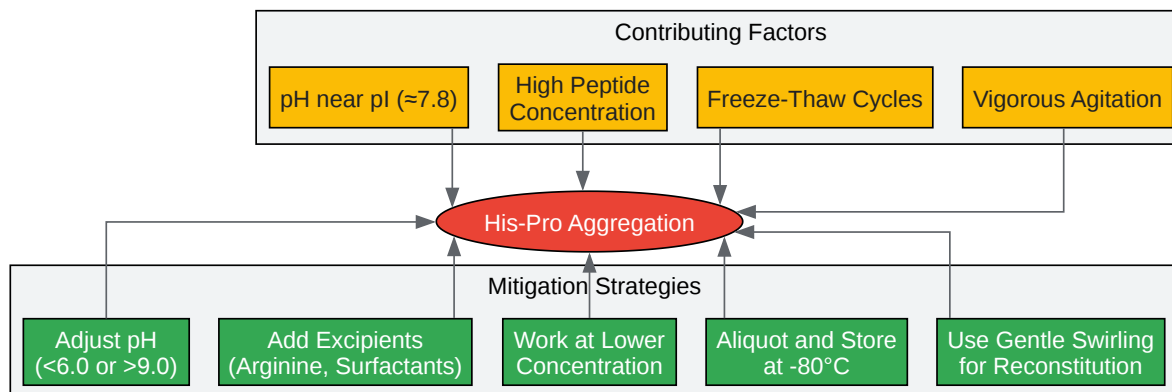 Contributing Factors
pH near pI (≈7.8)
High Peptide
Concentration
Freeze-Thaw Cycles
Vigorous Agitation
His-Pro Aggregation
Mitigation Strategies
Adjust pH
(<6.0 or >9.0)
Add Excipients
(Arginine, Surfactants)
Work at Lower
Concentration
Aliquot and Store
at -80°C
Use Gentle Swirling
for Reconstitution